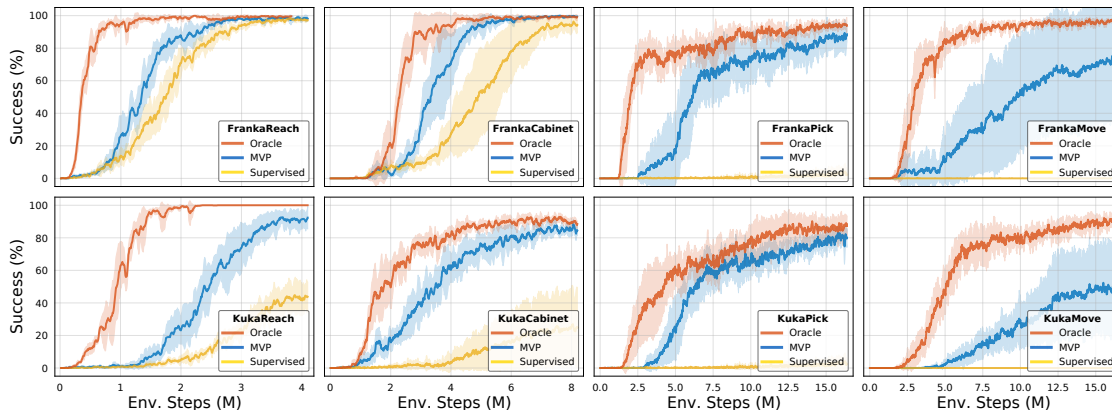 Success (%)
100
80
60
40
20
0
FrankaReach
Oracle
MVP
Supervised
FrankaCabinet
Oracle
MVP
Supervised
FrankaPick
Oracle
MVP
Supervised
FrankaMove
Oracle
MVP
Supervised
Success (%)
100
80
60
40
20
0
KukaReach
Oracle
MVP
Supervised
0 1 2 3 4
Env. Steps (M)
KukaCabinet
Oracle
MVP
Supervised
0 2 4 6 8
Env. Steps (M)
KukaPick
Oracle
MVP
Supervised
0.0 2.5 5.0 7.5 10.0 12.5 15.0
Env. Steps (M)
KukaMove
Oracle
MVP
Supervised
0.0 2.5 5.0 7.5 10.0 12.5 15.0
Env. Steps (M)